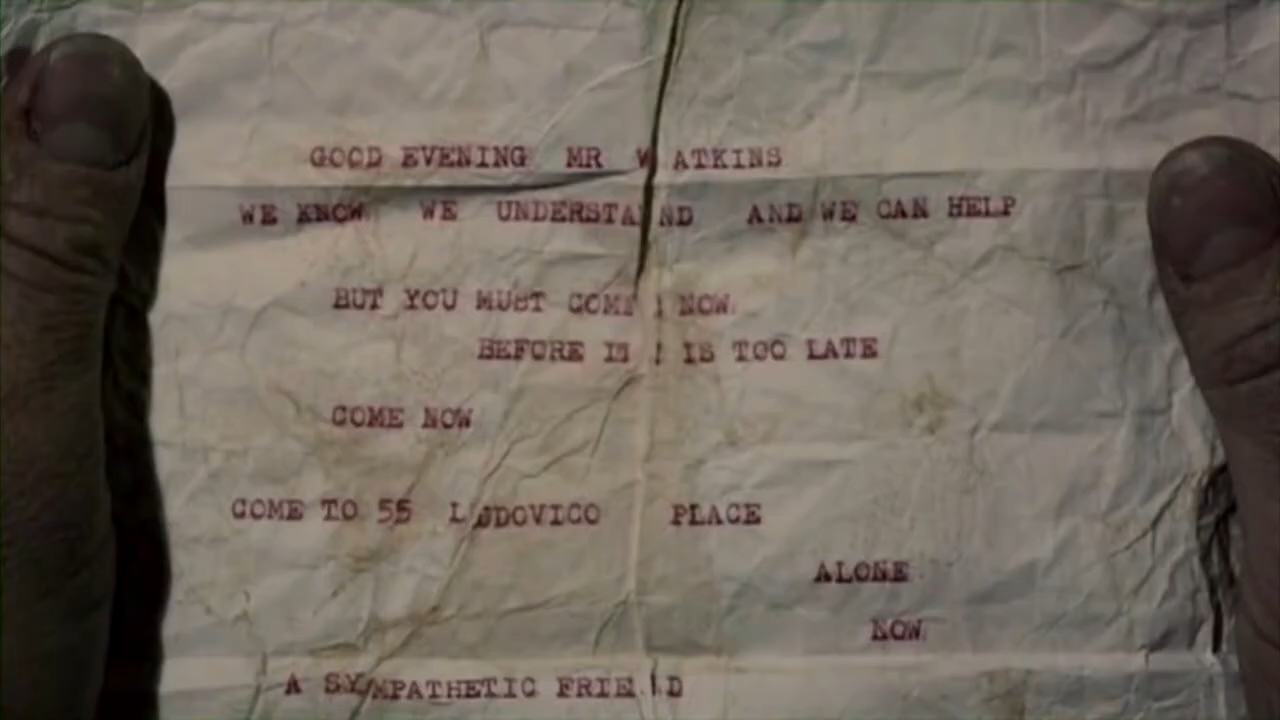 GOOD EVENING MR WATKINS
WE KNOW WE UNDERSTAND AND WE CAN HELP
BUT YOU MUST COME NOW
BEFORE IT IS TOO LATE
COME NOW
COME TO 55 LUDOVICO PLACE
ALONE
NOW
A SYMPATHETIC FRIEND